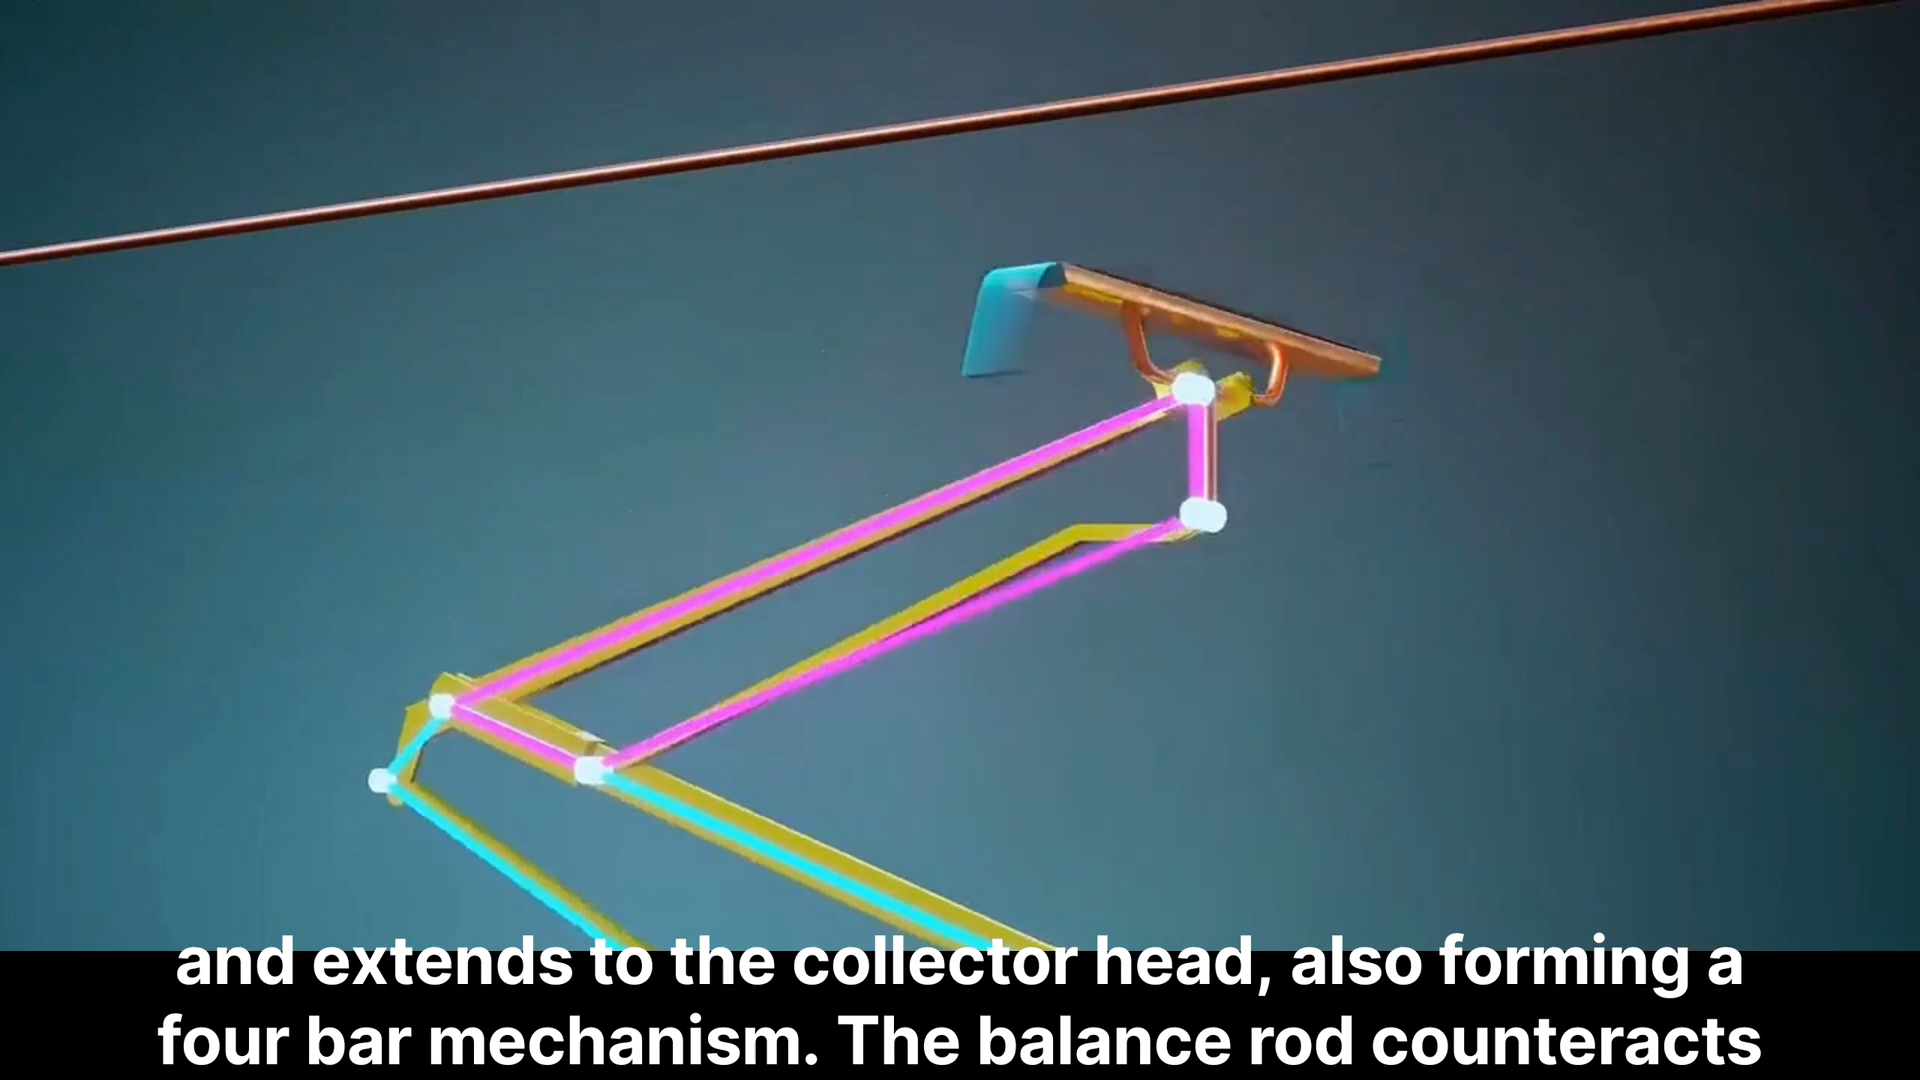 and extends to the collector head, also forming a
four bar mechanism. The balance rod counteracts